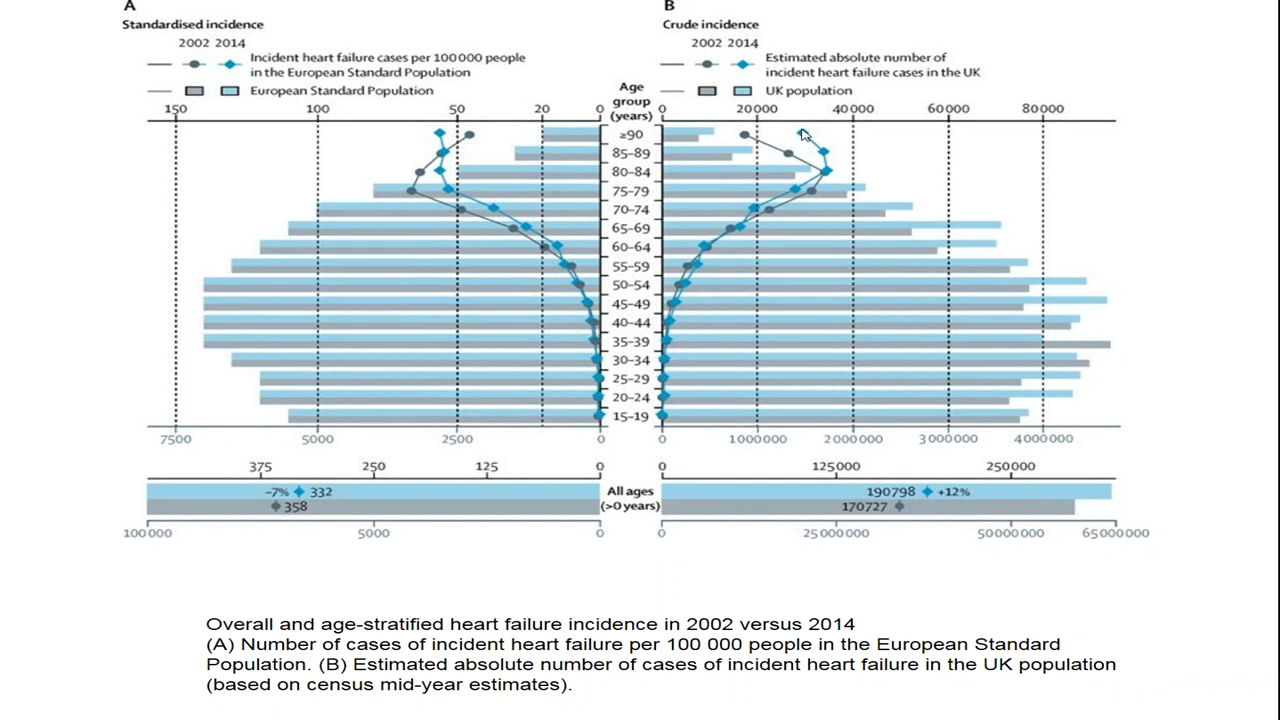 A
Standardised incidence
2002 2014
Incident heart failure cases per 100 000 people
in the European Standard Population
European Standard Population
B
Crude incidence
2002 2014
Estimated absolute number of
incident heart failure cases in the UK
UK population
150 100 50 20 0
Age
group
(years)
0 20000 40000 60000 80000
≥90
85–89
80–84
75–79
70–74
65–69
60–64
55–59
50–54
45–49
40–44
35–39
30–34
25–29
20–24
15–19
7500 5000 2500 0
0 1000000 2000000 3000000 4000000
375 250 125 0
0 125000 250000
–7% 332
358
All ages
(>0 years)
190798 +12%
170727
100 000 5000 0
0 25000000 50000000 65000000
Overall and age-stratified heart failure incidence in 2002 versus 2014
(A) Number of cases of incident heart failure per 100 000 people in the European Standard
Population. (B) Estimated absolute number of cases of incident heart failure in the UK population
(based on census mid-year estimates).